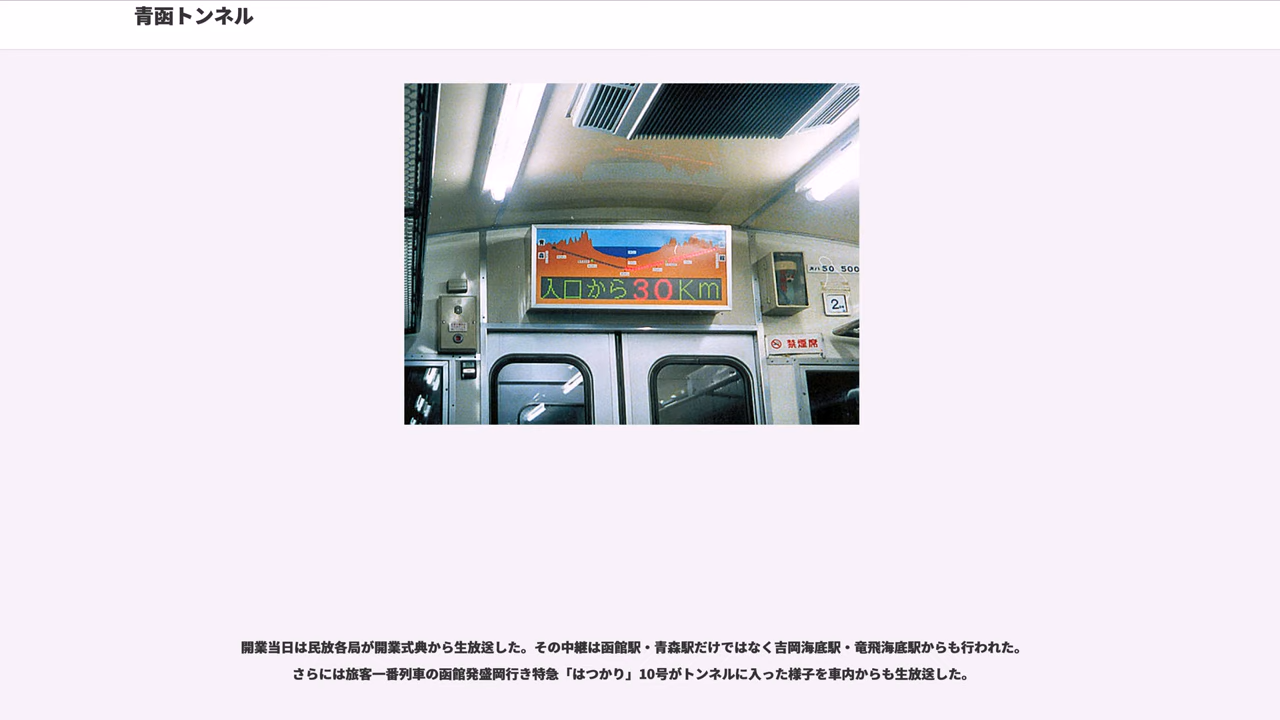 青函トンネル
入口から30Km
スハ50 500
2
禁煙席
開業当日は民放各局が開業式典から生放送した。その中継は函館駅・青森駅だけではなく吉岡海底駅・竜飛海底駅からも行われた。
さらには旅客一番列車の函館発盛岡行き特急「はつかり」10号がトンネルに入った様子を車内からも生放送した。